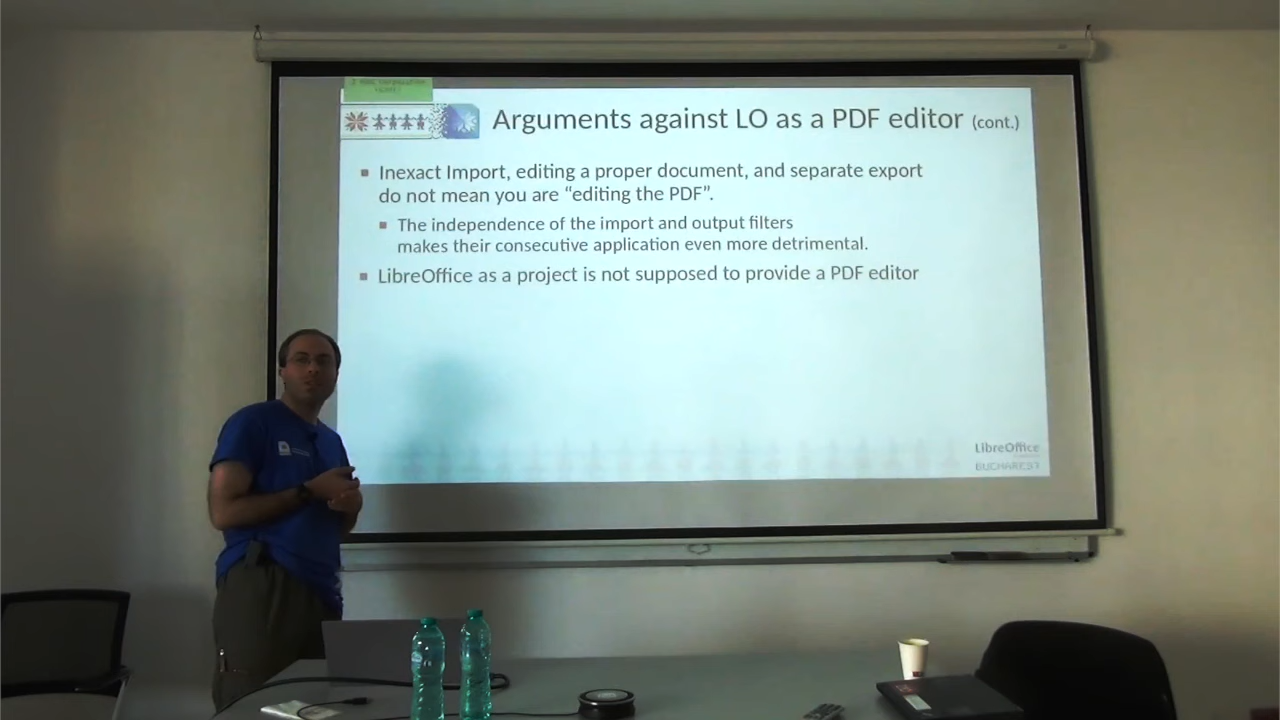 Arguments against LO as a PDF editor (cont.)
Inexact Import, editing a proper document, and separate export
do not mean you are “editing the PDF”.
The independence of the import and output filters
makes their consecutive application even more detrimental.
LibreOffice as a project is not supposed to provide a PDF editor
LibreOffice
BUCHAREST